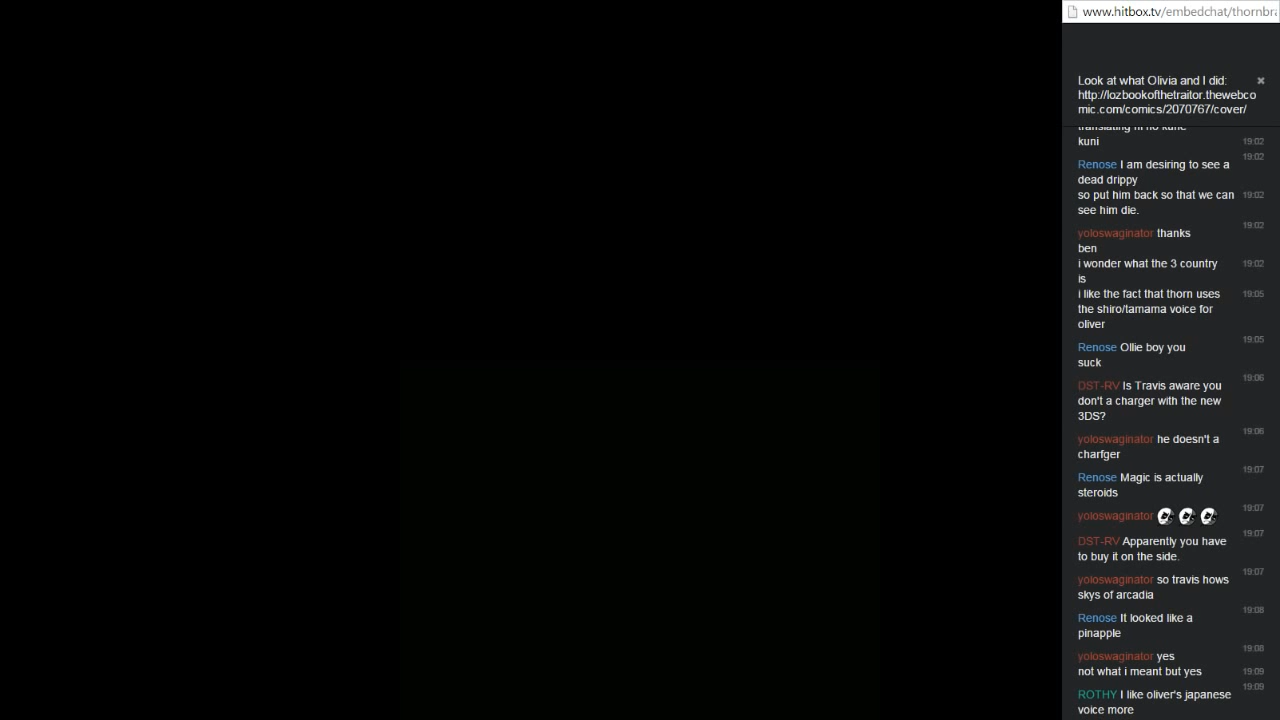 www.hitbox.tv/embedchat/thornbr
Look at what Olivia and I did:
http://lozbookofthetraitor.thewebco
mic.com/comics/2070767/cover/
translating ni no kune
kuni 19:02
Renose I am desiring to see a 19:02
dead drippy
so put him back so that we can 19:02
see him die.
yoloswaginator thanks 19:02
ben
i wonder what the 3 country 19:02
is
i like the fact that thorn uses 19:05
the shiro/tamama voice for
oliver
Renose Ollie boy you 19:05
suck
DST-RV Is Travis aware you 19:06
don't a charger with the new
3DS?
yoloswaginator he doesn't a 19:06
charfger
Renose Magic is actually 19:07
steroids
yoloswaginator 19:07
DST-RV Apparently you have 19:07
to buy it on the side.
yoloswaginator so travis hows 19:07
skys of arcadia
Renose It looked like a 19:08
pinapple
yoloswaginator yes 19:08
not what i meant but yes 19:09
ROTHY I like oliver's japanese 19:09
voice more